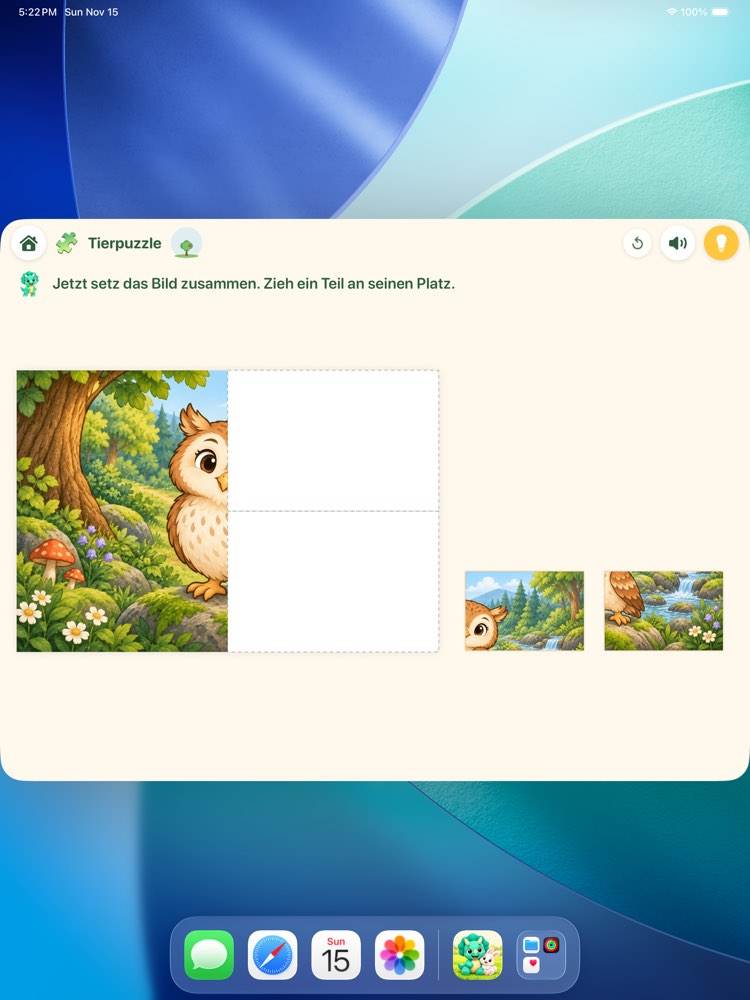 5:22 PM Sun Nov 15
100%
Tierpuzzle
Jetzt setz das Bild zusammen. Zieh ein Teil an seinen Platz.
Sun
15